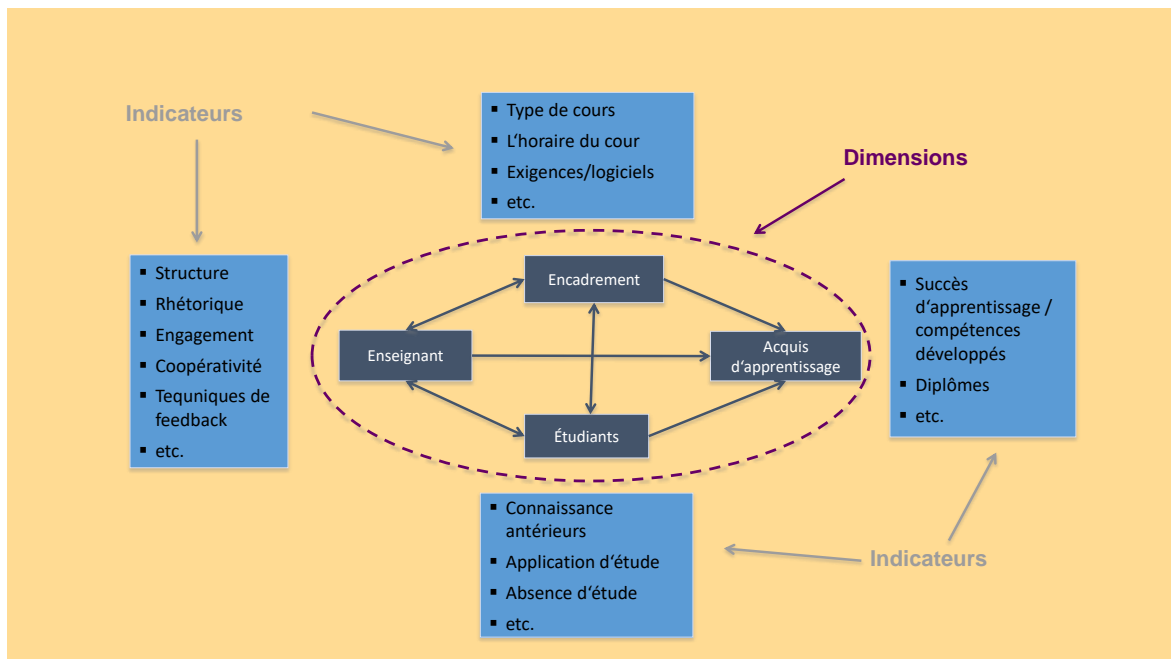 Indicateurs
▪ Type de cours
▪ L‘horaire du cour
▪ Exigences/logiciels
▪ etc.
Dimensions
▪ Structure
▪ Rhétorique
▪ Engagement
▪ Coopérativité
▪ Tequniques de
feedback
▪ etc.
Encadrement
Enseignant
Acquis
d‘apprentissage
Étudiants
▪ Succès
d‘apprentissage /
compétences
développés
▪ Diplômes
▪ etc.
▪ Connaissance
antérieurs
▪ Application d‘étude
▪ Absence d‘étude
▪ etc.
Indicateurs